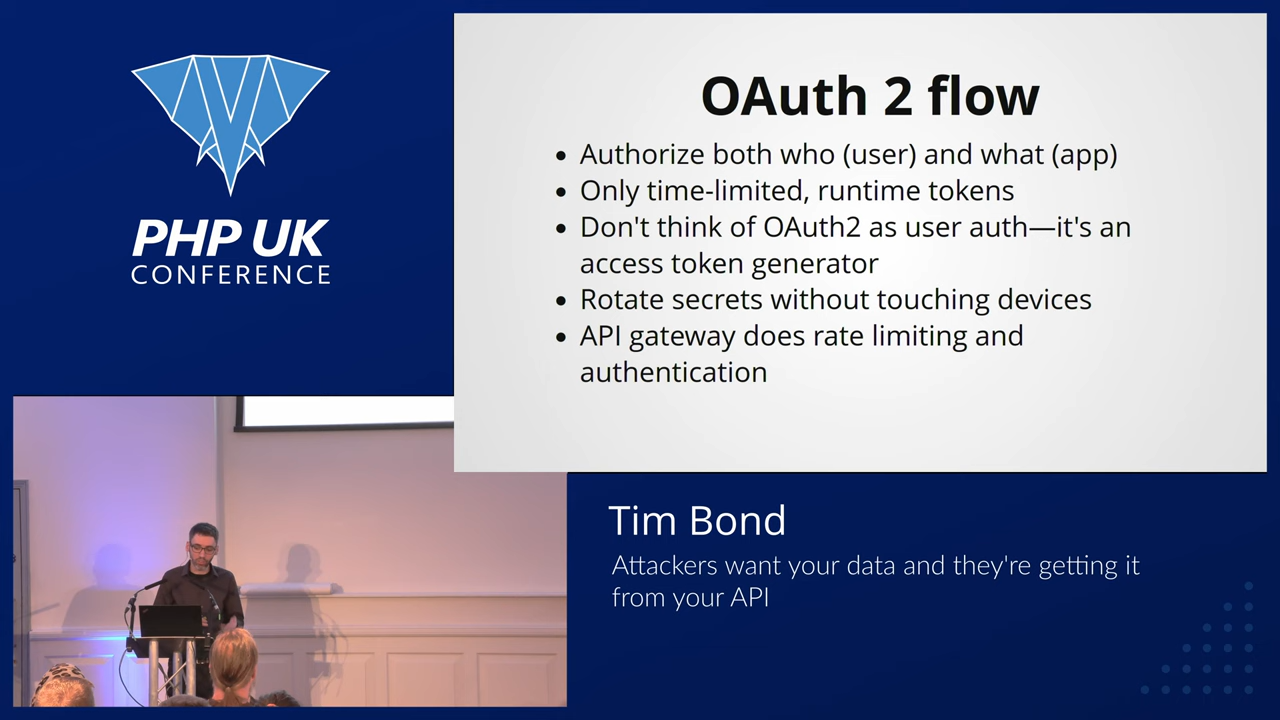 PHP UK
CONFERENCE
OAuth 2 flow
• Authorize both who (user) and what (app)
• Only time-limited, runtime tokens
• Don't think of OAuth2 as user auth—it's an
access token generator
• Rotate secrets without touching devices
• API gateway does rate limiting and
authentication
Tim Bond
Attackers want your data and they're getting it
from your API